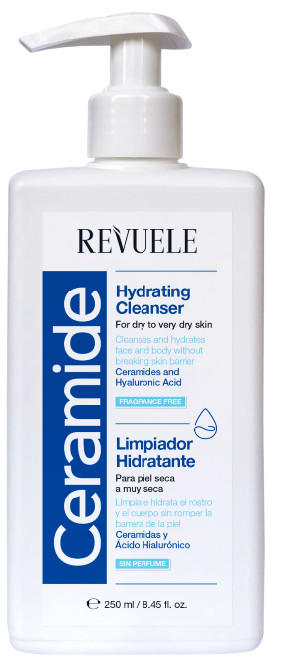 REVUELE
Ceramide
Hydrating
Cleanser
For dry to very dry skin
Cleanses and hydrates
face and body without
breaking skin barrier
Ceramides and
Hyaluronic Acid
FRAGRANCE FREE
Limpiador
Hidratante
Para piel seca
a muy seca
Limpia e hidrata el rostro
y el cuerpo sin romper la
barrera de la piel
Ceramidas y
Ácido Hialurónico
SIN PERFUME
℮ 250 ml / 8.45 fl. oz.